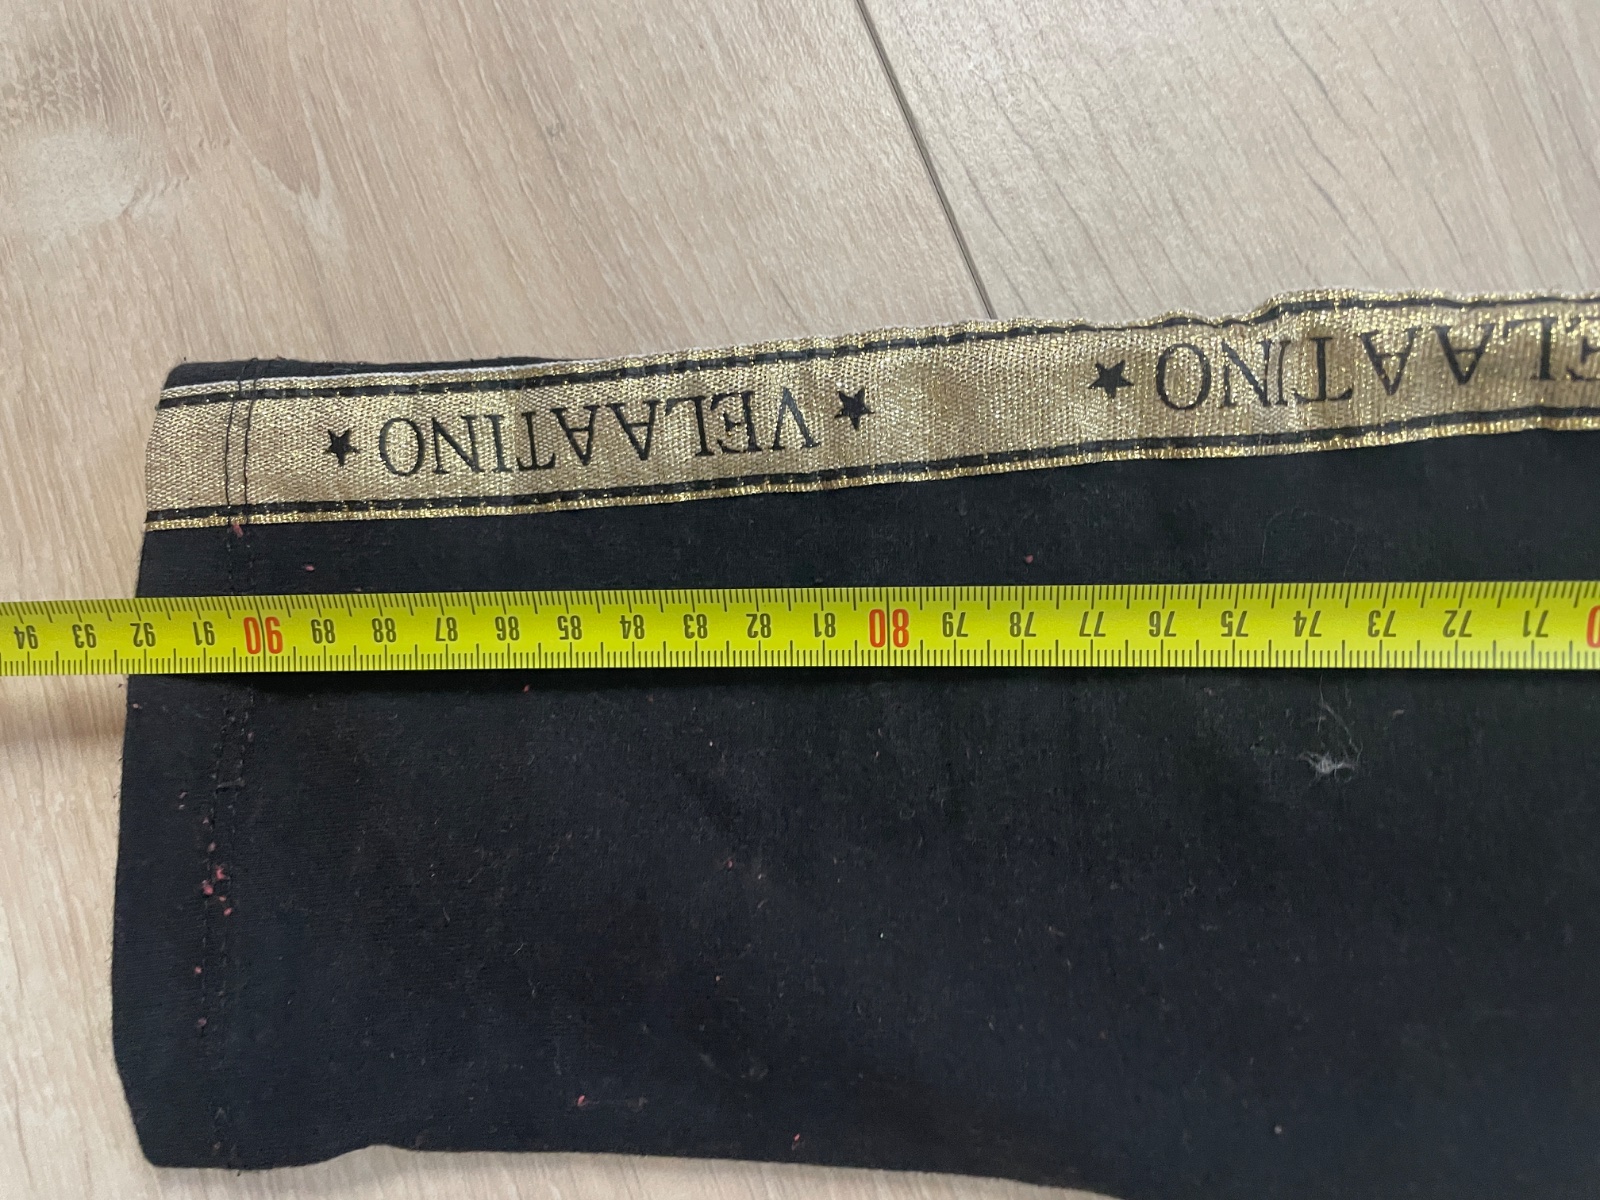 ★ VELAATINO ★
VELAATINO ★
71 72 73 74 75 76 77 78 79 80 81 82 83 84 85 86 87 88 89 90 91 92 93 94